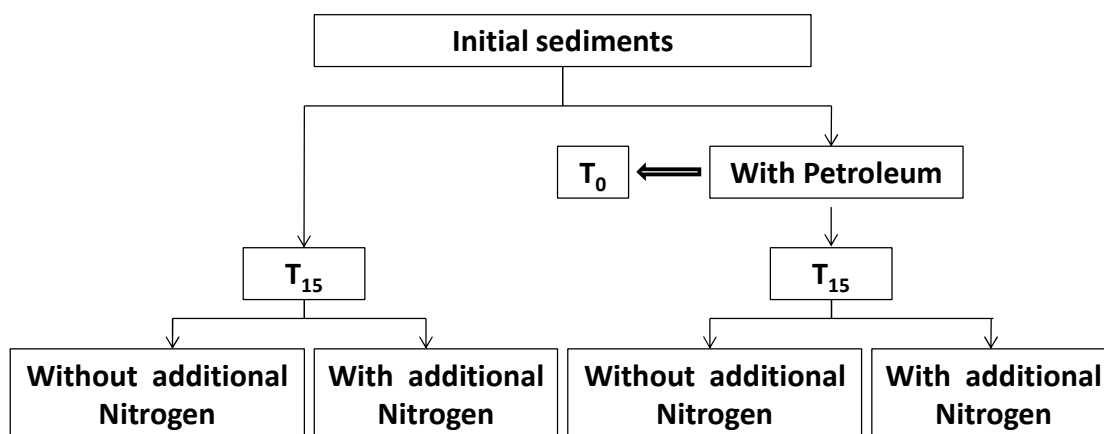 Initial sediments
T₀
With Petroleum
T₁₅
T₁₅
Without additional
Nitrogen
With additional
Nitrogen
Without additional
Nitrogen
With additional
Nitrogen